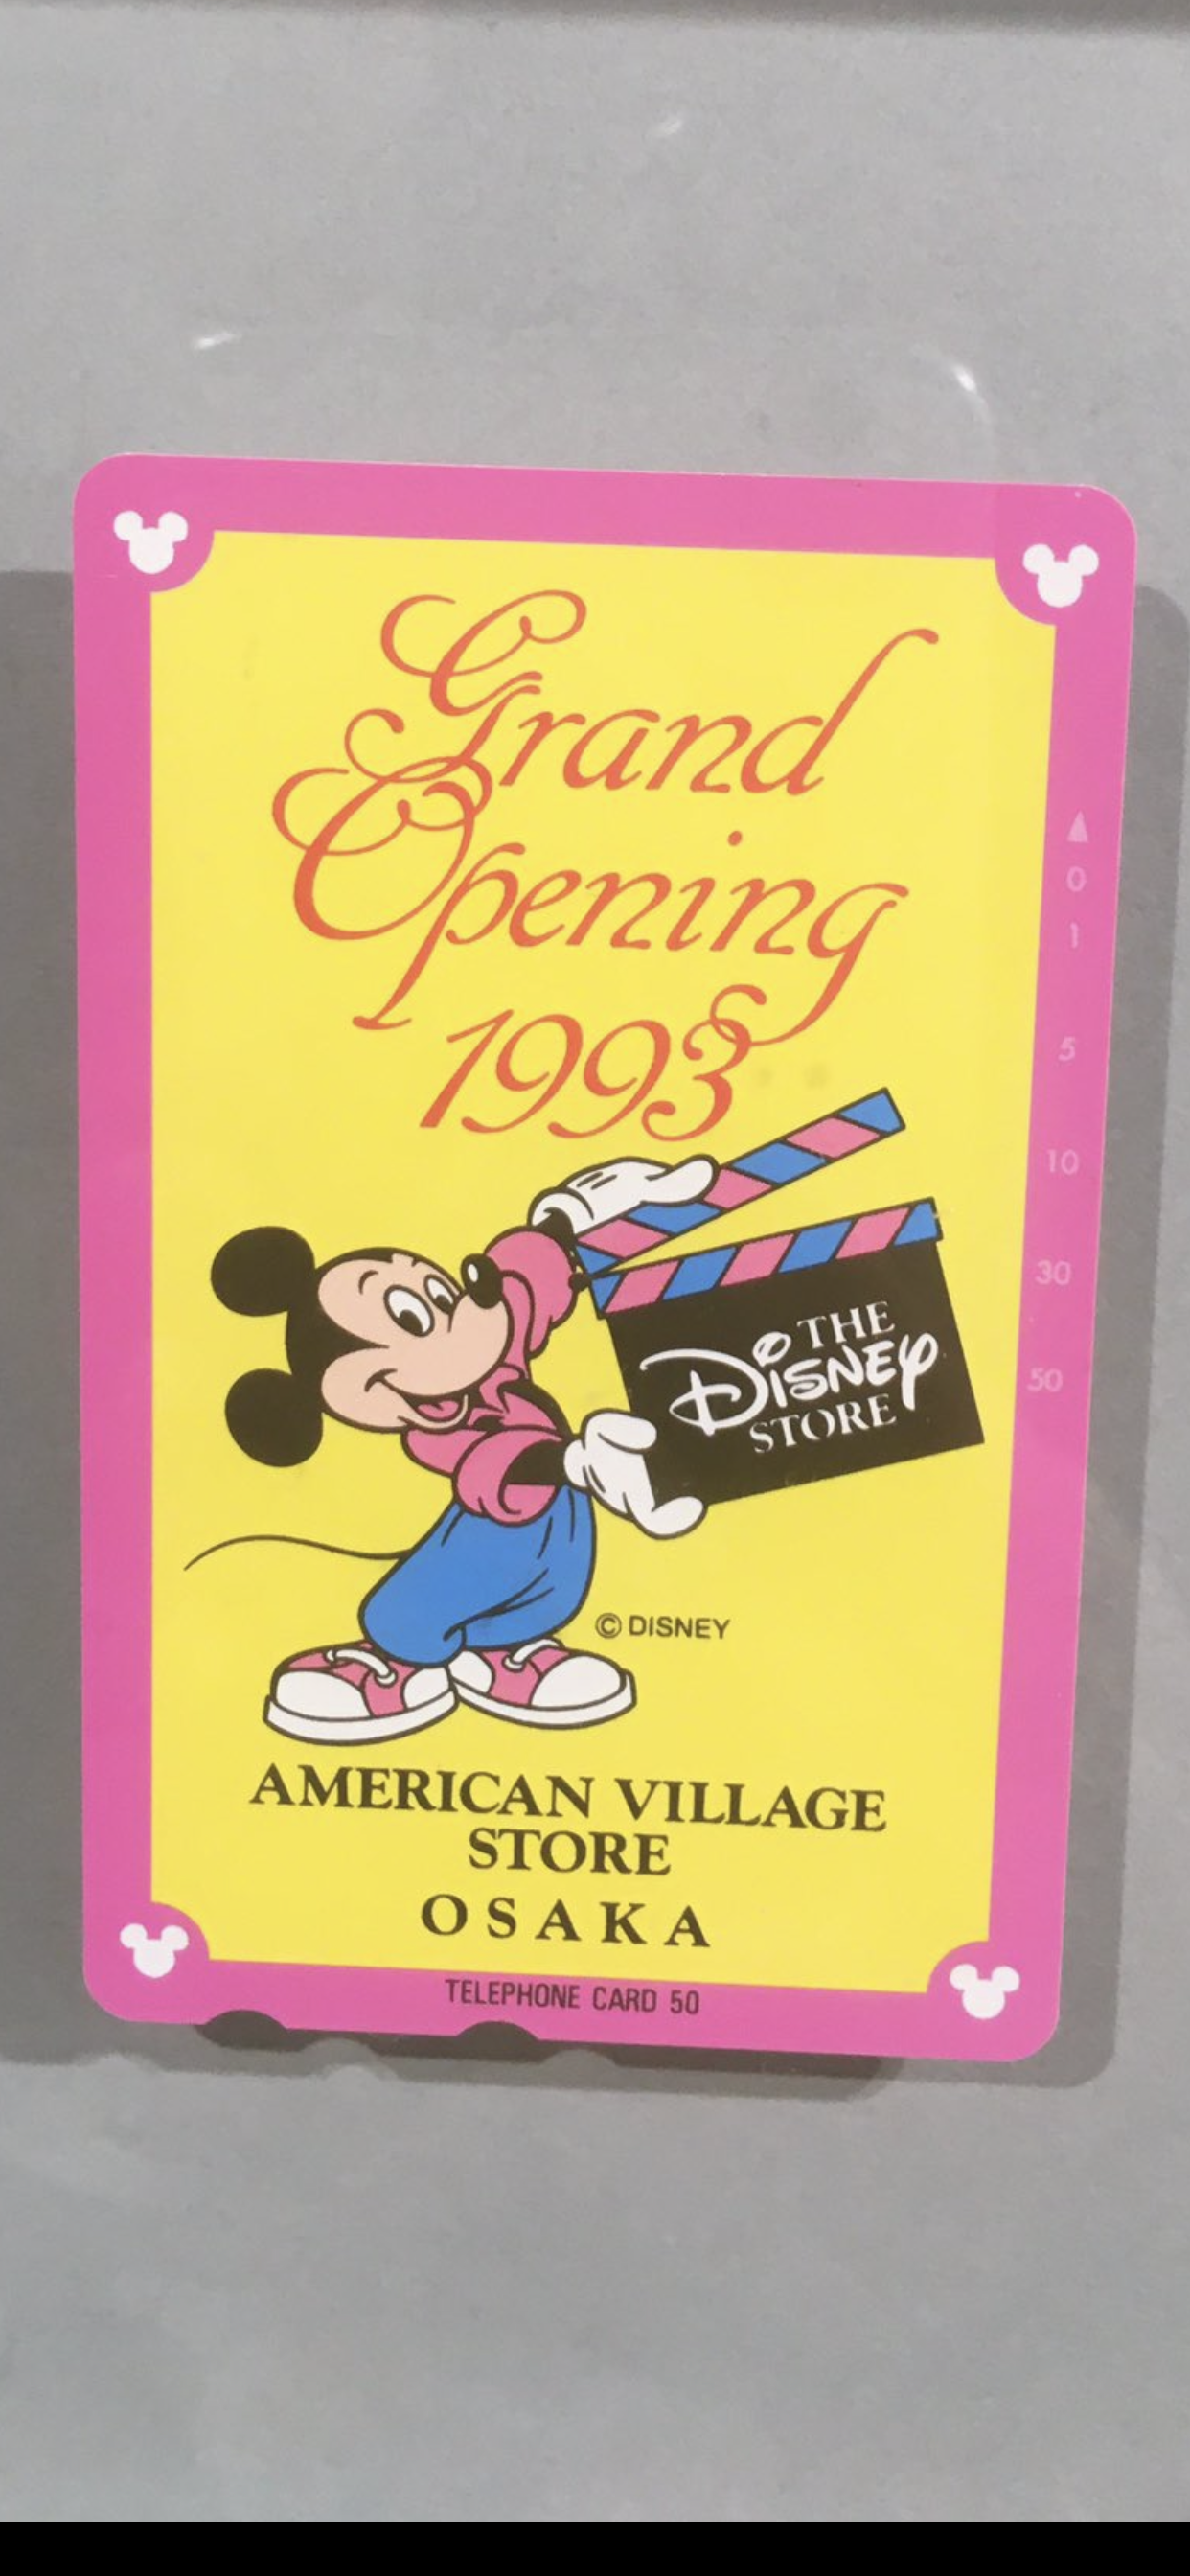 Grand
Opening
1993
THE
DISNEY
STORE
© DISNEY
AMERICAN VILLAGE
STORE
OSAKA
TELEPHONE CARD 50
▲
0
1
5
10
30
50